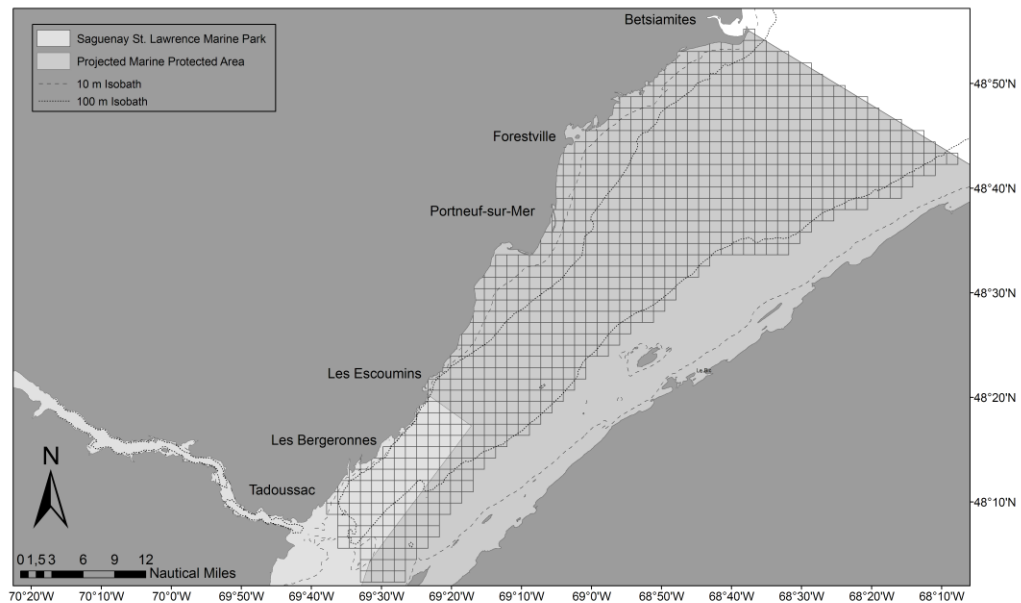 Betsiamites
Saguenay St. Lawrence Marine Park
Projected Marine Protected Area
10 m Isobath
100 m Isobath
48°50'N
Forestville
48°40'N
Portneuf-sur-Mer
48°30'N
Les Escoumins
48°20'N
Les Bergeronnes
N
Tadoussac
48°10'N
0 1,5 3 6 9 12
Nautical Miles
70°20'W 70°10'W 70°0'W 69°50'W 69°40'W 69°30'W 69°20'W 69°10'W 69°0'W 68°50'W 68°40'W 68°30'W 68°20'W 68°10'W